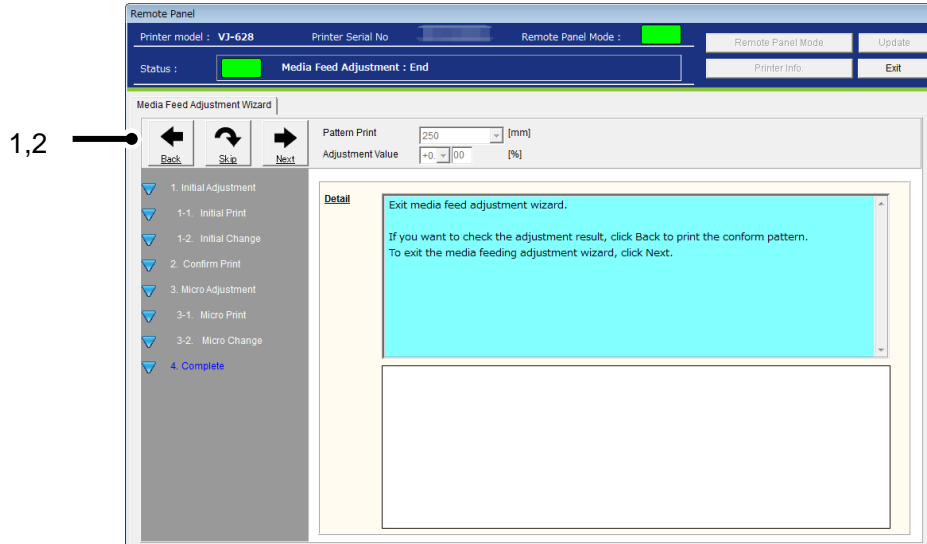 Remote Panel
Printer model : VJ-628 Printer Serial No Remote Panel Mode :
Remote Panel Mode Update
Status : Media Feed Adjustment : End
Printer Info. Exit
Media Feed Adjustment Wizard
1,2
Back Skip Next
Pattern Print 250 [mm]
Adjustment Value +0. 00 [%]
1. Initial Adjustment
1-1. Initial Print
1-2. Initial Change
2. Confirm Print
3. Micro Adjustment
3-1. Micro Print
3-2. Micro Change
4. Complete
Detail
Exit media feed adjustment wizard.
If you want to check the adjustment result, click Back to print the conform pattern.
To exit the media feeding adjustment wizard, click Next.